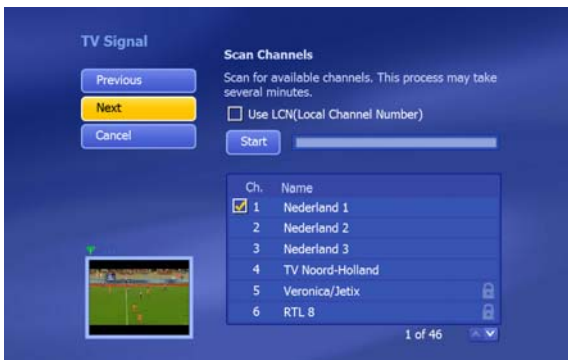 TV Signal
Previous
Next
Cancel
Scan Channels
Scan for available channels. This process may take
several minutes.
Use LCN(Local Channel Number)
Start
Ch. Name
1 Nederland 1
2 Nederland 2
3 Nederland 3
4 TV Noord-Holland
5 Veronica/Jetix
6 RTL 8
1 of 46